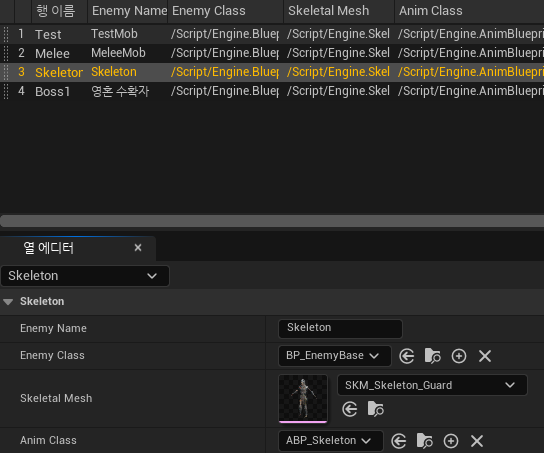 행 이름 Enemy Name Enemy Class Skeletal Mesh Anim Class
1 Test TestMob /Script/Engine.Bluep /Script/Engine.Skel /Script/Engine.AnimBluepri
2 Melee MeleeMob /Script/Engine.Bluep /Script/Engine.Skel /Script/Engine.AnimBluepri
3 Skeletor Skeleton /Script/Engine.Bluep /Script/Engine.Skel /Script/Engine.AnimBluepri
4 Boss1 영혼 수확자 /Script/Engine.Bluep /Script/Engine.Skel /Script/Engine.AnimBluepri
열 에디터
Skeleton
Skeleton
Enemy Name Skeleton
Enemy Class BP_EnemyBase
Skeletal Mesh SKM_Skeleton_Guard
Anim Class ABP_Skeleton